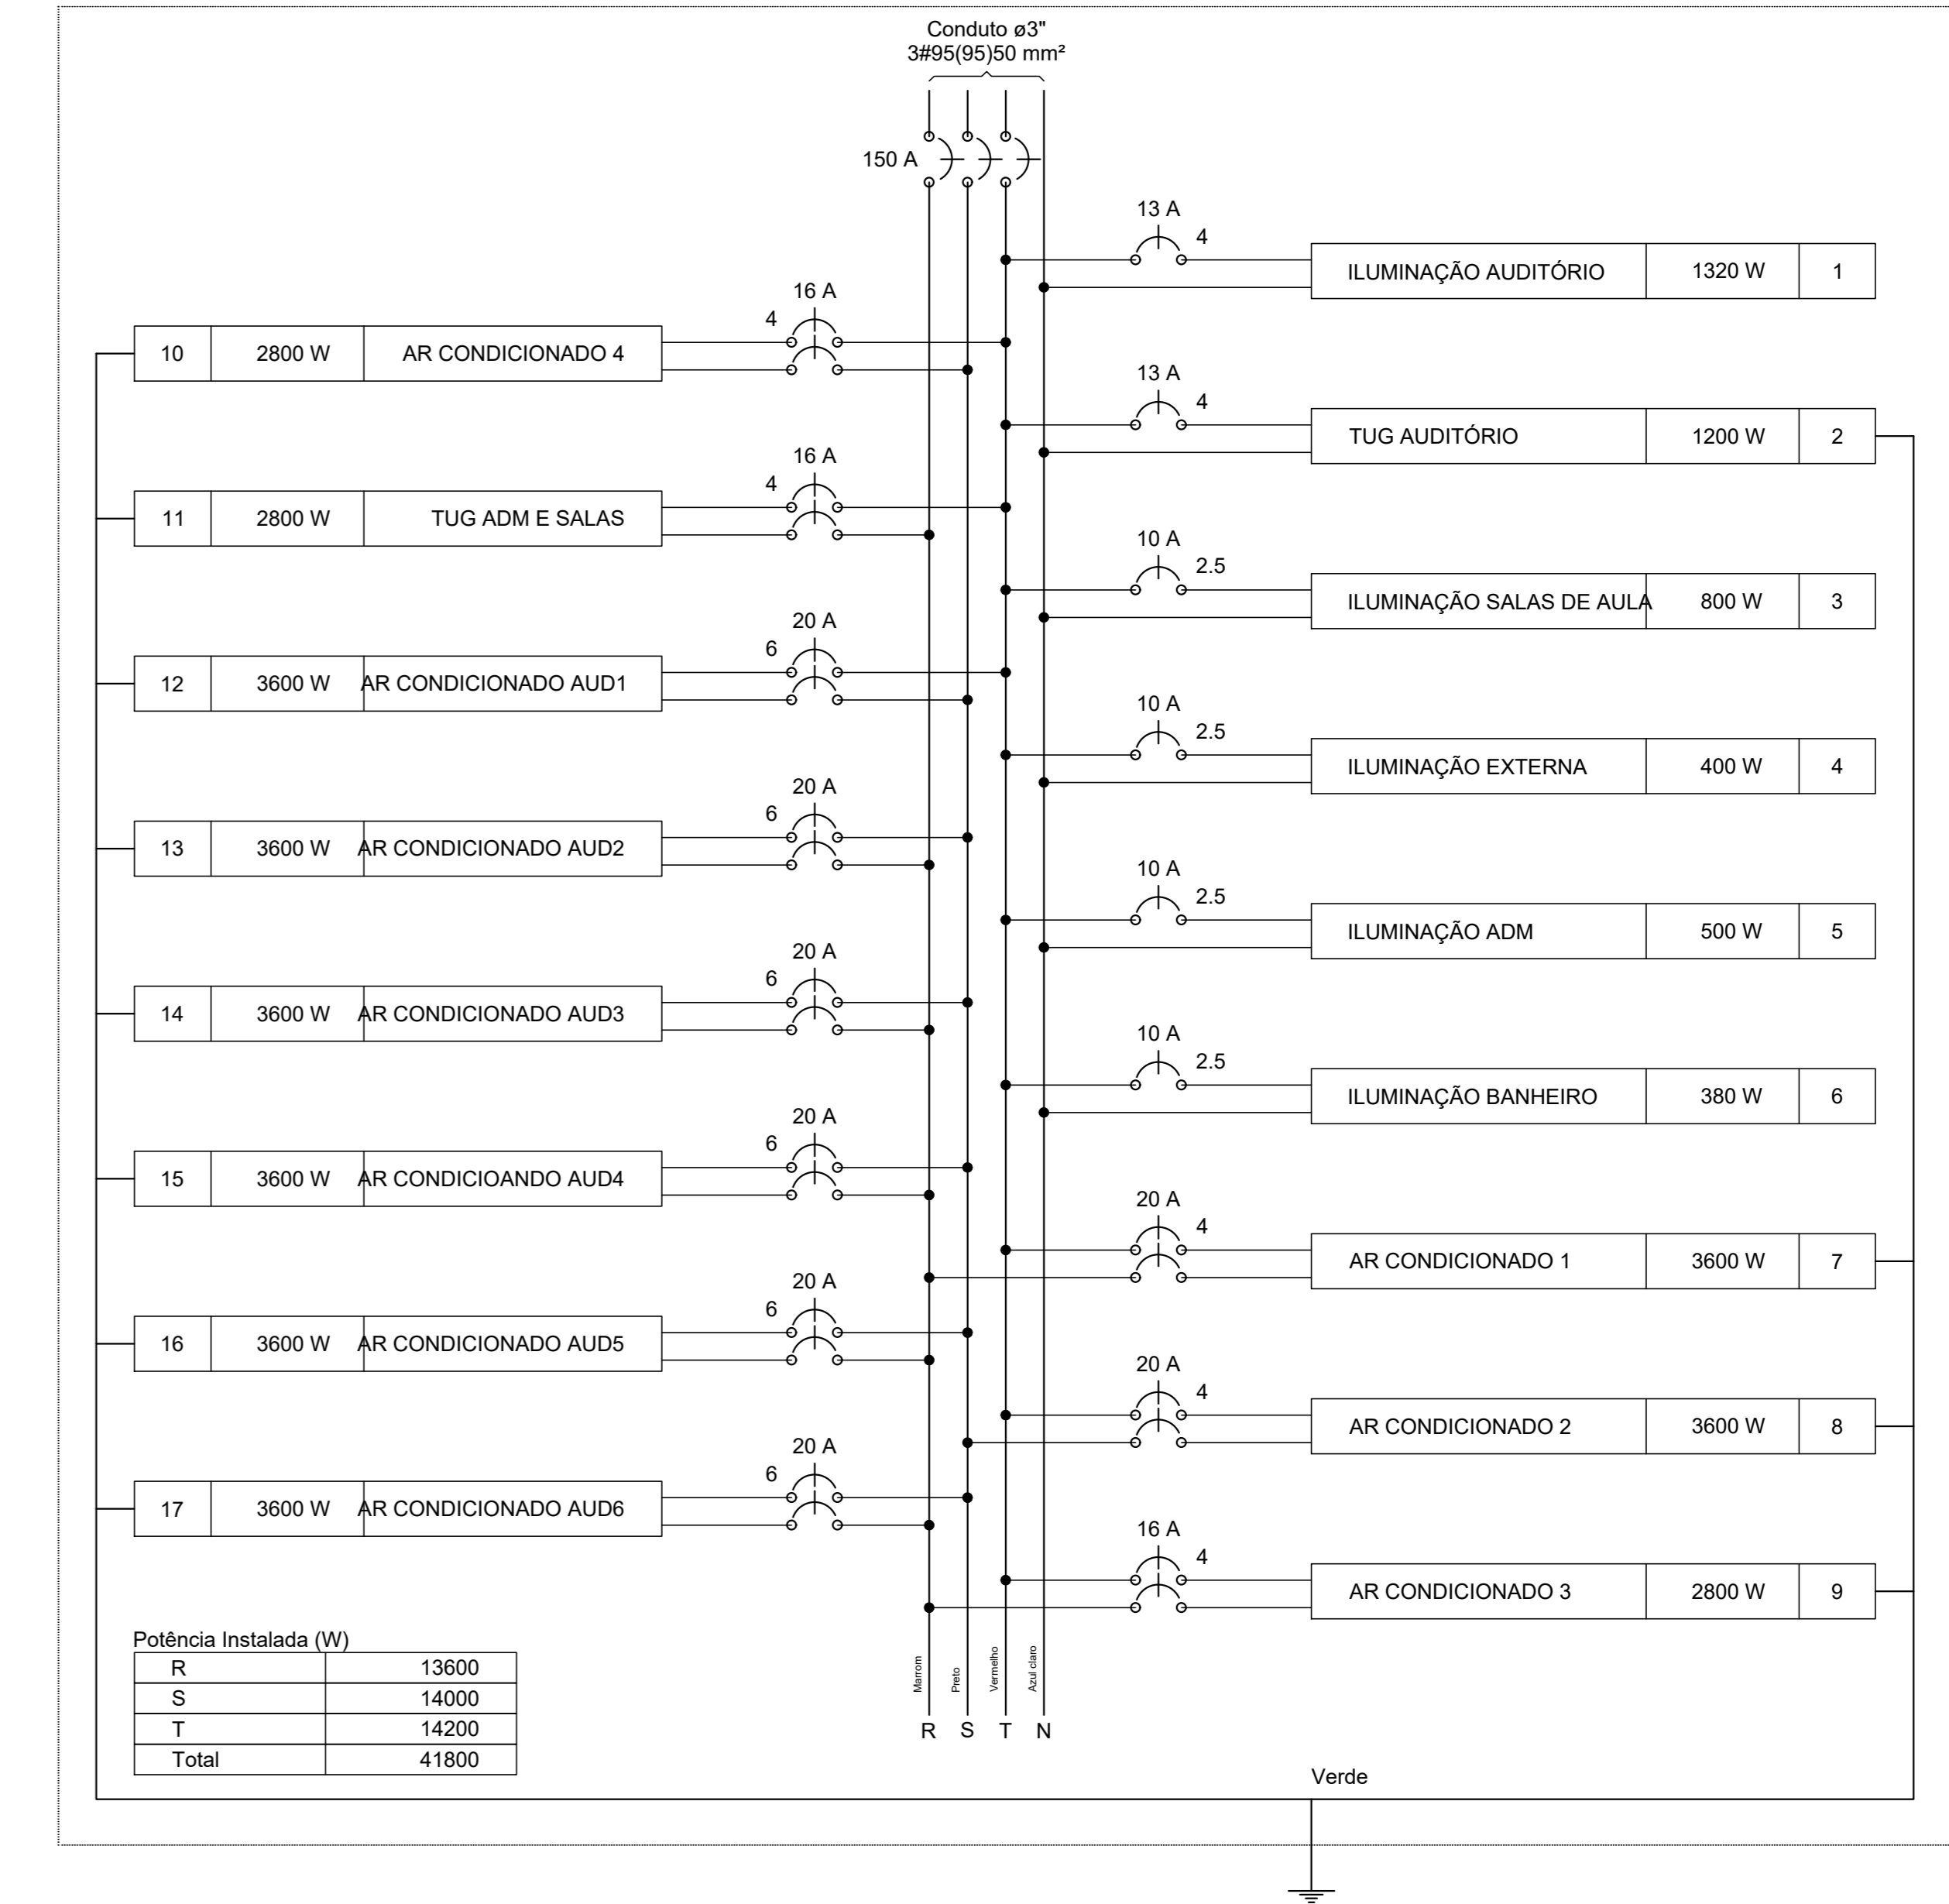 Conduto ø3"
3#95(95)50 mm²
150 A
13 A
4
ILUMINAÇÃO AUDITÓRIO 1320 W 1
13 A
4
TUG AUDITÓRIO 1200 W 2
10 A
2.5
ILUMINAÇÃO SALAS DE AULA 800 W 3
10 A
2.5
ILUMINAÇÃO EXTERNA 400 W 4
10 A
2.5
ILUMINAÇÃO ADM 500 W 5
10 A
2.5
ILUMINAÇÃO BANHEIRO 380 W 6
20 A
4
AR CONDICIONADO 1 3600 W 7
20 A
4
AR CONDICIONADO 2 3600 W 8
16 A
4
AR CONDICIONADO 3 2800 W 9
16 A
4
10 2800 W AR CONDICIONADO 4
16 A
4
11 2800 W TUG ADM E SALAS
20 A
6
12 3600 W AR CONDICIONADO AUD1
20 A
6
13 3600 W AR CONDICIONADO AUD2
20 A
6
14 3600 W AR CONDICIONADO AUD3
20 A
6
15 3600 W AR CONDICIOANDO AUD4
20 A
6
16 3600 W AR CONDICIONADO AUD5
20 A
6
17 3600 W AR CONDICIONADO AUD6
Potência Instalada (W)
R 13600
S 14000
T 14200
Total 41800
Marrom
Preto
Vermelho
Azul claro
R S T N
Verde